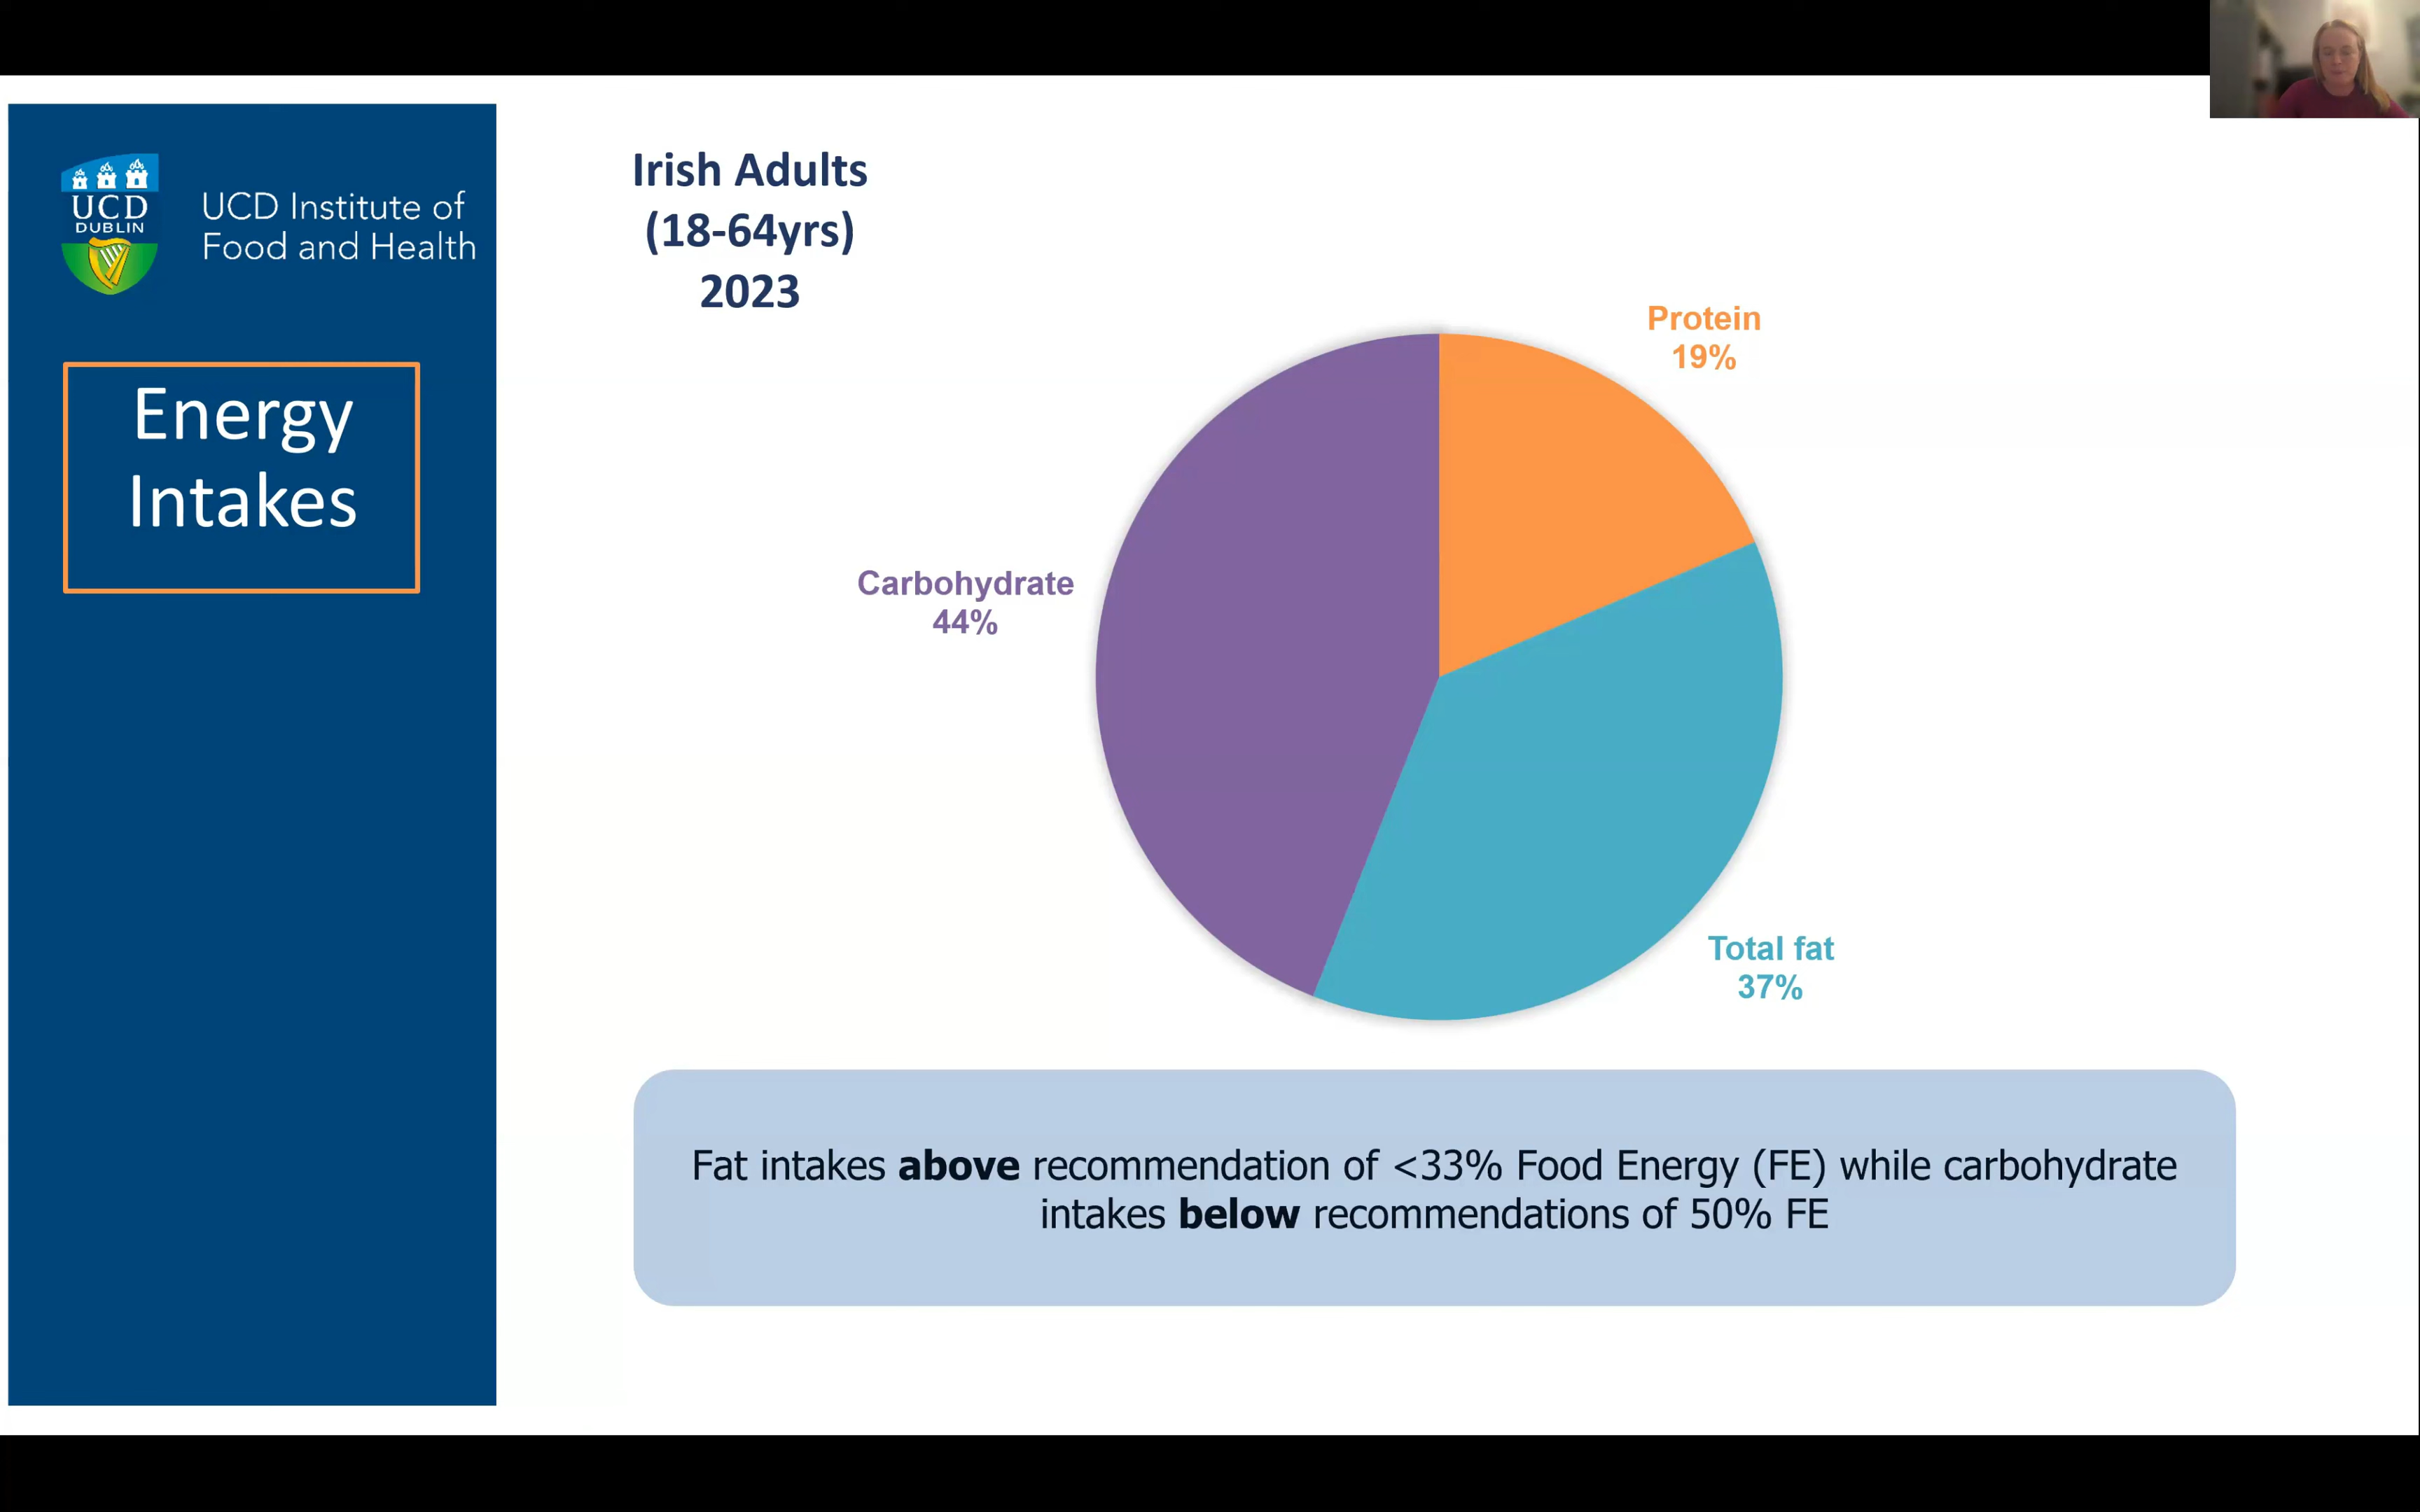 UCD
DUBLIN
UCD Institute of
Food and Health
Energy
Intakes
Irish Adults
(18-64yrs)
2023
Protein
19%
Carbohydrate
44%
Total fat
37%
Fat intakes above recommendation of <33% Food Energy (FE) while carbohydrate
intakes below recommendations of 50% FE